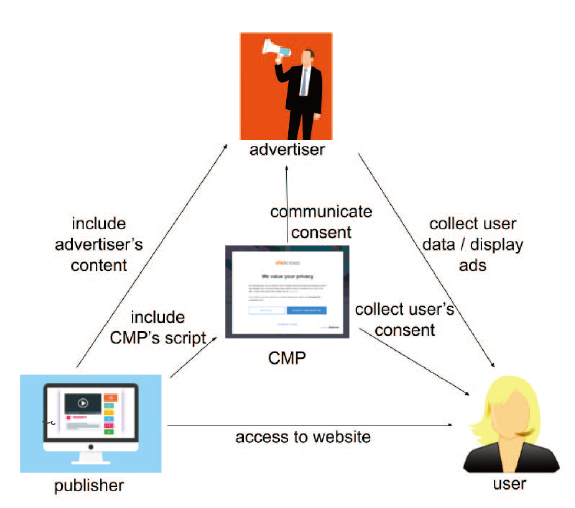 advertiser
include
advertiser's
content
communicate
consent
collect user
data / display
ads
We value your privacy
include
CMP's script
collect user's
consent
CMP
access to website
publisher
user